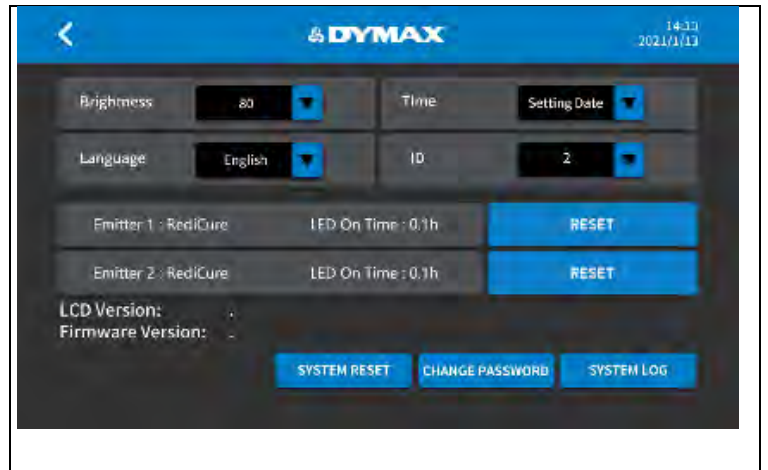 DYMAX
14:33
2021/1/13
Brightness 80 Time Setting Date
Language English ID 2
Emitter 1 : RediCure LED On Time : 0.1h RESET
Emitter 2 : RediCure LED On Time : 0.1h RESET
LCD Version: .
Firmware Version: .
SYSTEM RESET CHANGE PASSWORD SYSTEM LOG